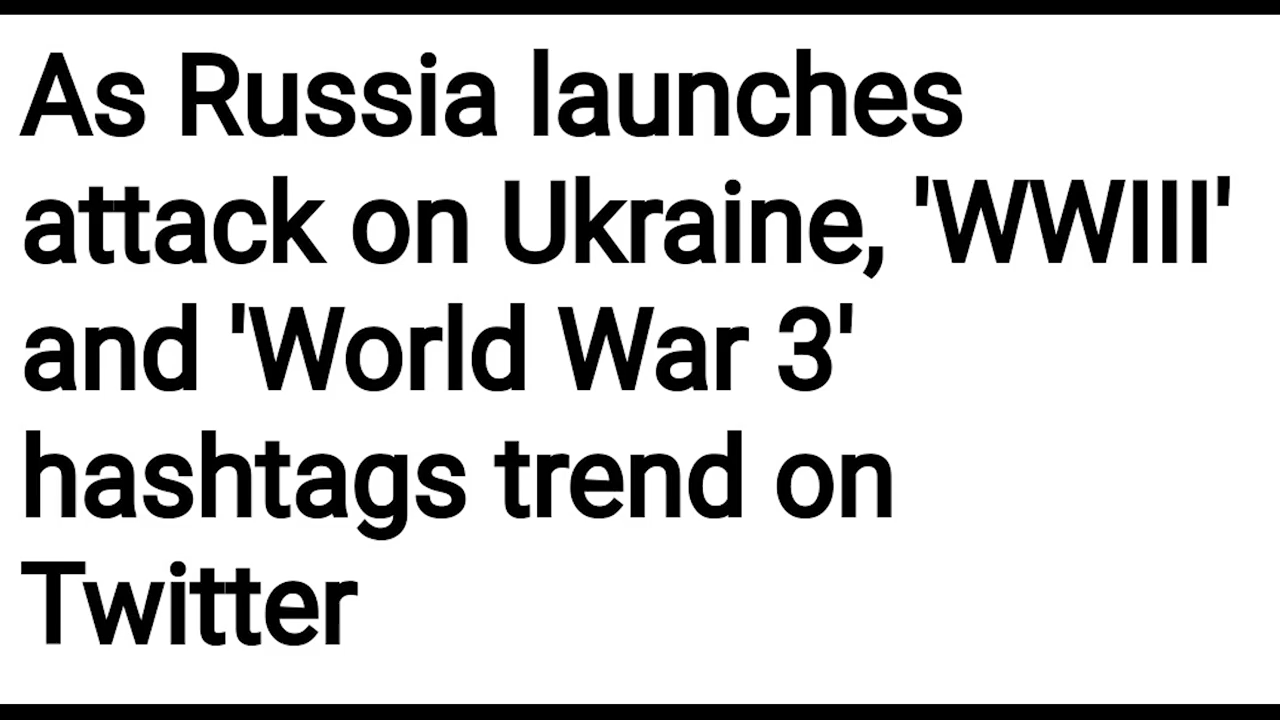 As Russia launches
attack on Ukraine, 'WWIII'
and 'World War 3'
hashtags trend on
Twitter